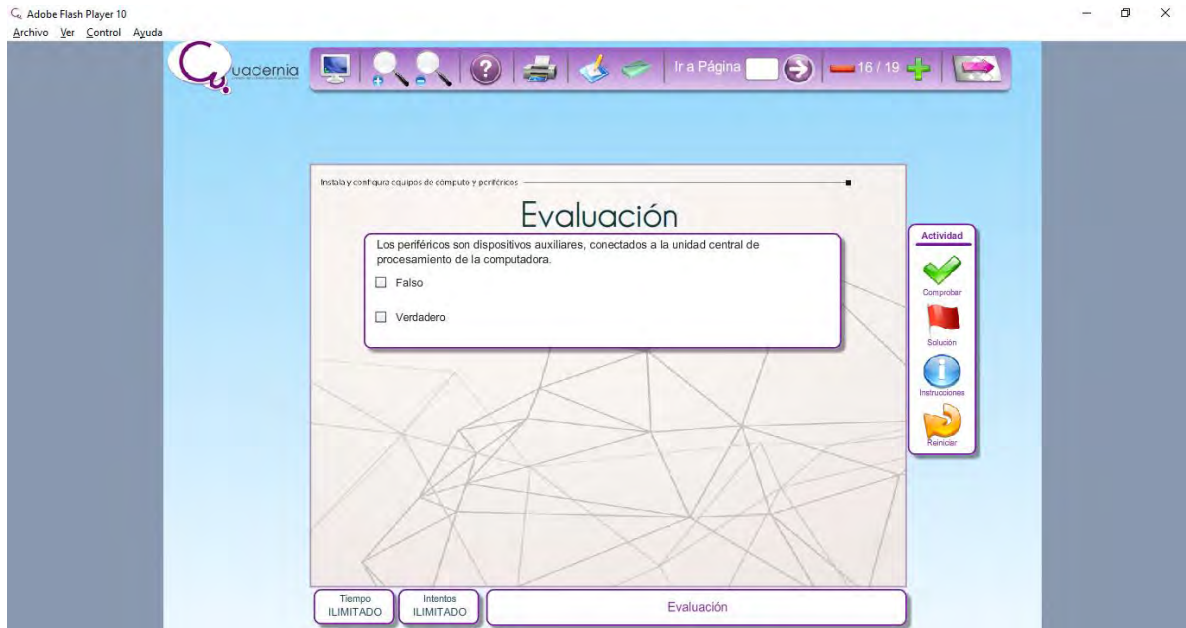 Adobe Flash Player 10
Archivo Ver Control Ayuda
Cuadernia
Ir a Página
16 / 19
Instala y configura equipos de cómputo y periféricos
Evaluación
Los periféricos son dispositivos auxiliares, conectados a la unidad central de
procesamiento de la computadora.
Falso
Verdadero
Actividad
Comprobar
Solución
Instrucciones
Reiniciar
Tiempo
ILIMITADO
Intentos
ILIMITADO
Evaluación